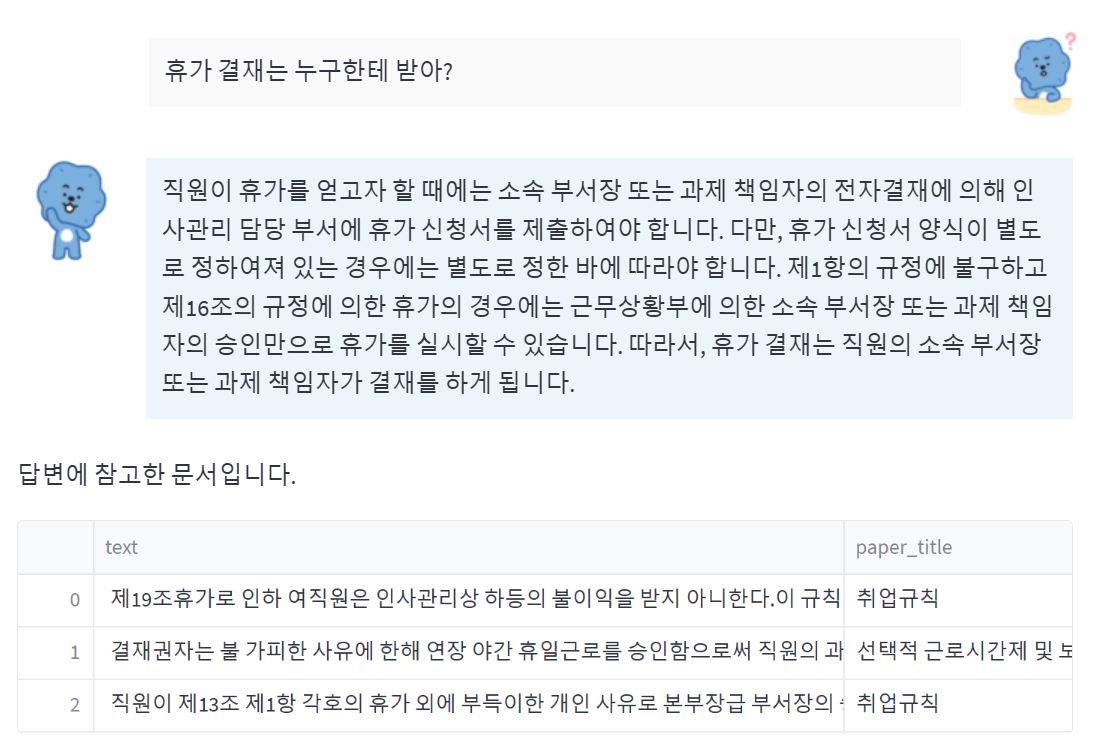 ?
휴가 결재는 누구한테 받아?
직원이 휴가를 얻고자 할 때에는 소속 부서장 또는 과제 책임자의 전자결재에 의해 인
사관리 담당 부서에 휴가 신청서를 제출하여야 합니다. 다만, 휴가 신청서 양식이 별도
로 정하여져 있는 경우에는 별도로 정한 바에 따라야 합니다. 제1항의 규정에 불구하고
제16조의 규정에 의한 휴가의 경우에는 근무상황부에 의한 소속 부서장 또는 과제 책임
자의 승인만으로 휴가를 실시할 수 있습니다. 따라서, 휴가 결재는 직원의 소속 부서장
또는 과제 책임자가 결재를 하게 됩니다.
답변에 참고한 문서입니다.
text paper_title
0 제19조휴가로 인하 여직원은 인사관리상 하등의 불이익을 받지 아니한다.이 규칙 취업규칙
1 결재권자는 불 가피한 사유에 한해 연장 야간 휴일근로를 승인함으로써 직원의 과 선택적 근로시간제 및 보
2 직원이 제13조 제1항 각호의 휴가 외에 부득이한 개인 사유로 본부장급 부서장의 취업규칙